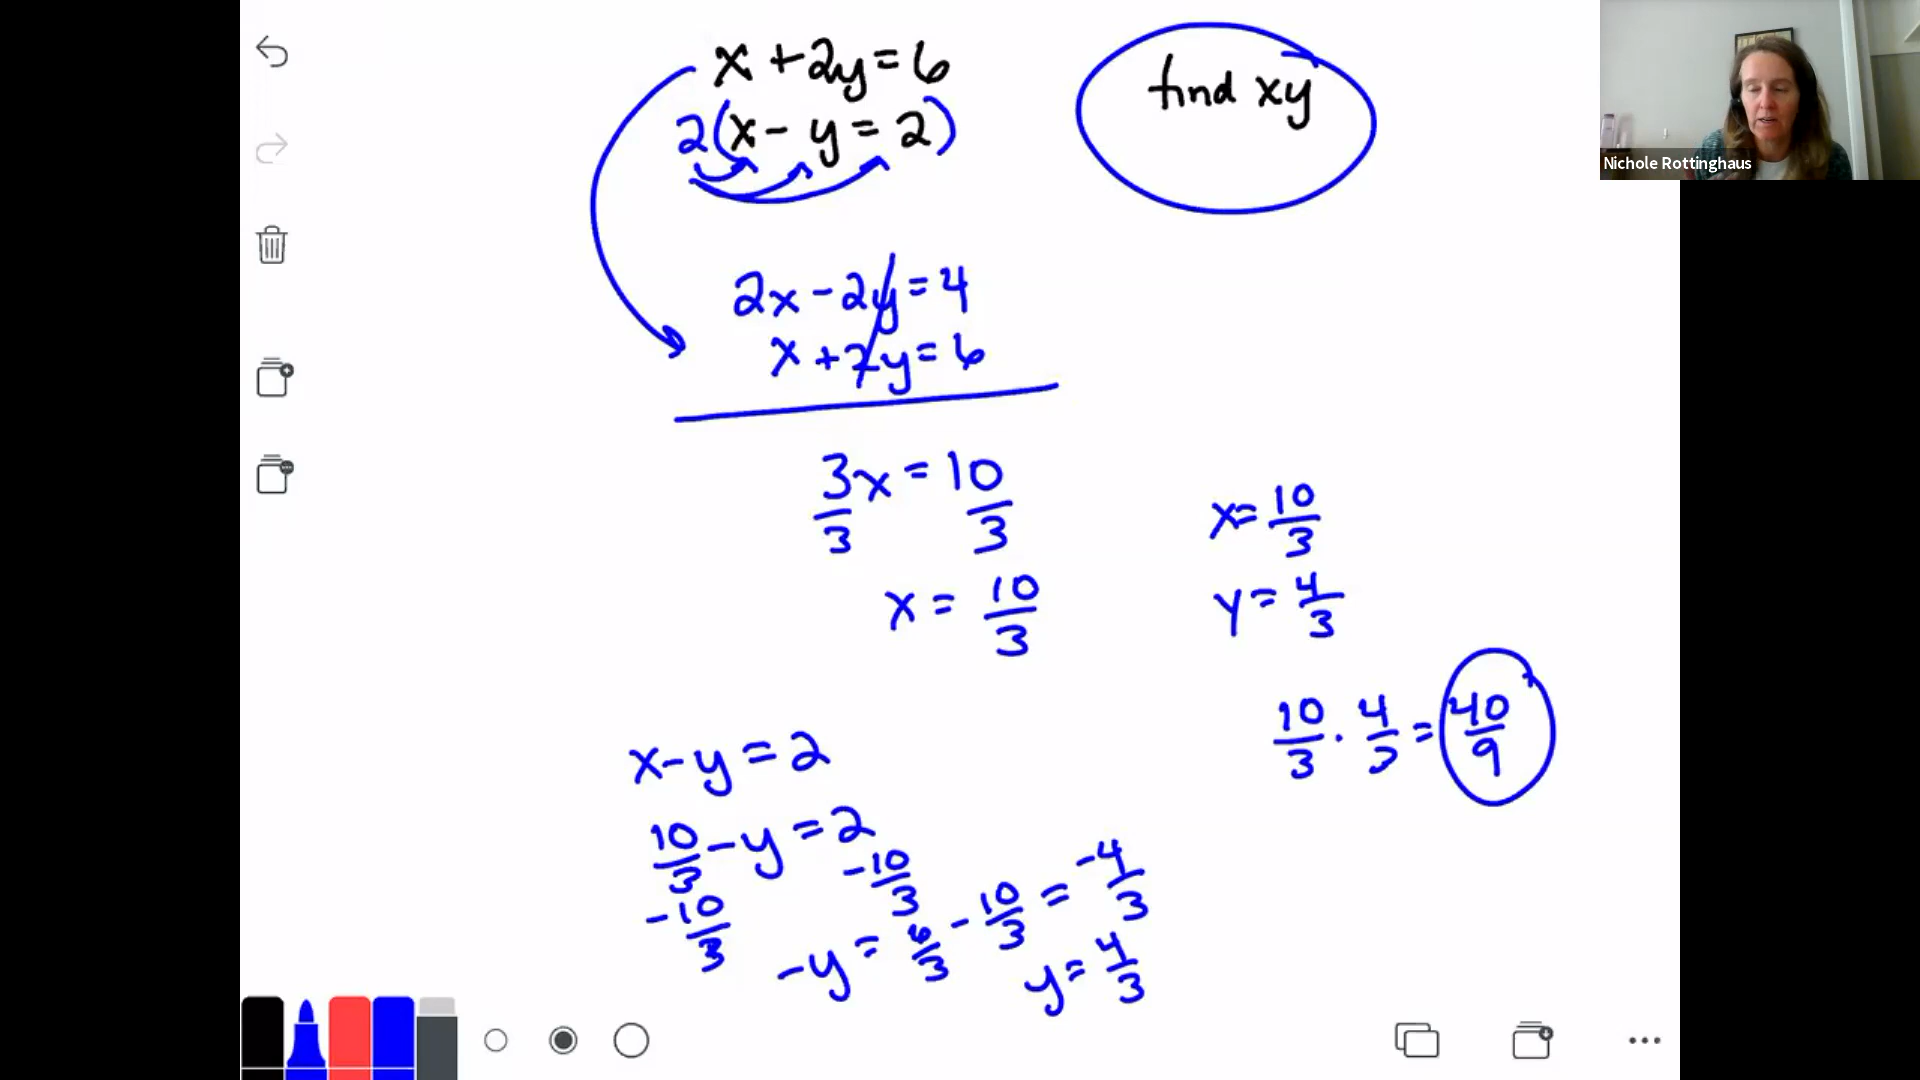 x + 2y = 6
2(x - y = 2)
find xy
Nichole Rottinghaus
2x - 2y = 4
x + 2y = 6
3x = 10
3 3
x = 10/3
x = 10/3
y = 4/3
10/3 · 4/3 = 40/9
x - y = 2
10/3 - y = 2
-10/3 -10/3
-y = 6/3 - 10/3 = -4/3
y = 4/3